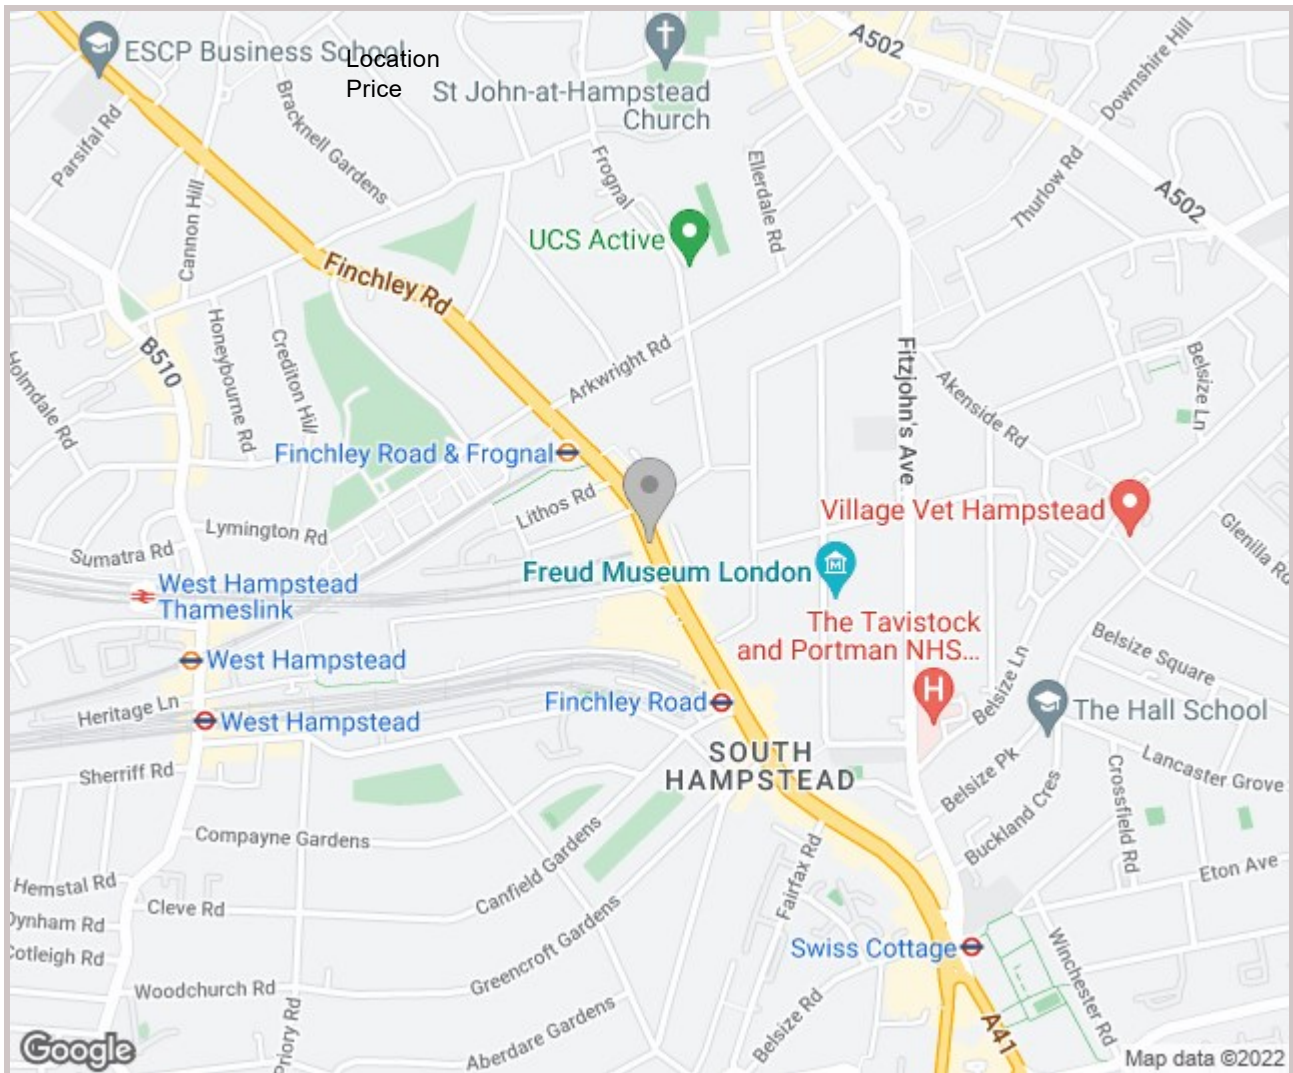 ESCP Business School
Location
Price
St John-at-Hampstead
Church
A502
Downshire Hill
Parsifal Rd
Bracknell Gardens
Cannon Hill
Frognal
Ellerdale Rd
Thurlow Rd
A502
UCS Active
Finchley Rd
B510
Holmdale Rd
Honeybourne Rd
Crediton Hill
Arkwright Rd
Fitzjohn's Ave
Akenside Rd
Belsize Ln
Finchley Road & Frognal
Lithos Rd
Lymington Rd
Sumatra Rd
Village Vet Hampstead
Glenilla Rd
West Hampstead
Thameslink
Freud Museum London
The Tavistock
and Portman NHS...
West Hampstead
Belsize Square
Belsize Ln
Heritage Ln
West Hampstead
Finchley Road
The Hall School
SOUTH
HAMPSTEAD
Sherriff Rd
Belsize Pk
Lancaster Grove
Buckland Cres
Crossfield Rd
Compayne Gardens
Canfield Gardens
Fairfax Rd
Eton Ave
Hemstal Rd
Cleve Rd
Dynham Rd
Cotleigh Rd
Greencroft Gardens
Swiss Cottage
Winchester Rd
Woodchurch Rd
Priory Rd
Aberdare Gardens
Belsize Rd
A41
Google
Map data ©2022